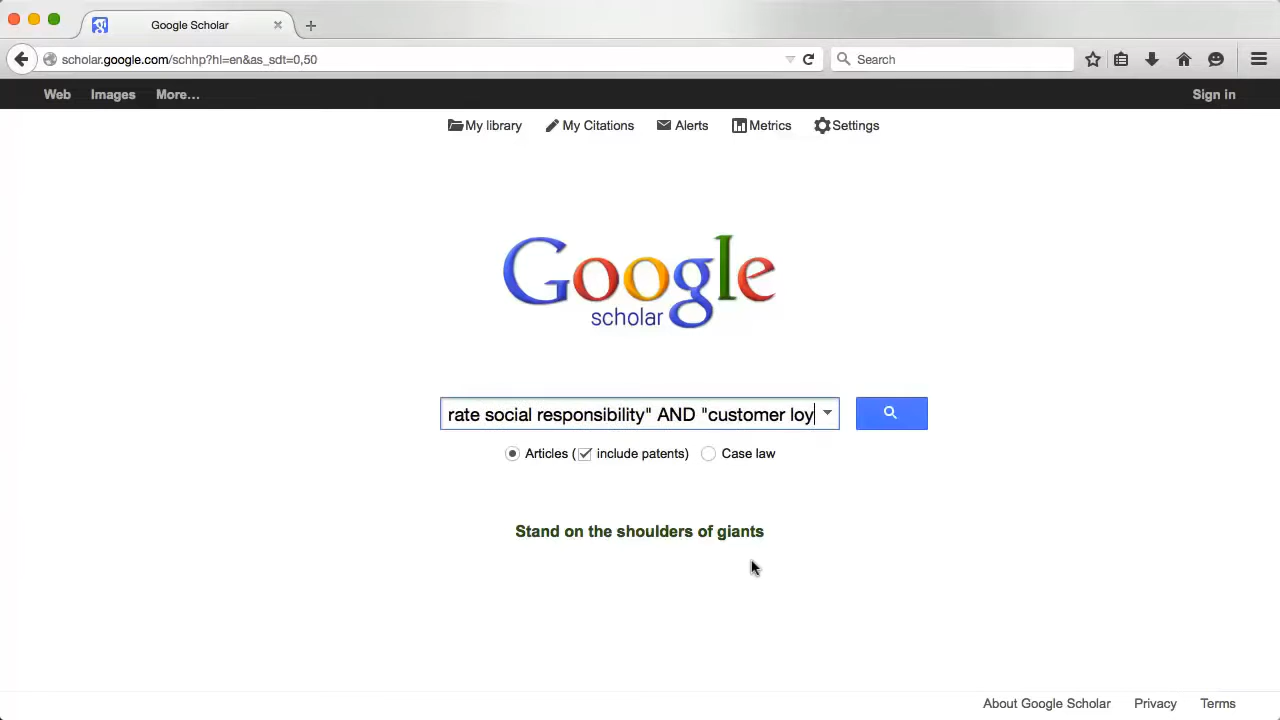 Google Scholar
scholar.google.com/schhp?hl=en&as_sdt=0,50
Search
Web Images More... Sign in
My library My Citations Alerts Metrics Settings
Google
scholar
rate social responsibility" AND "customer loy
Articles (include patents) Case law
Stand on the shoulders of giants
About Google Scholar Privacy Terms